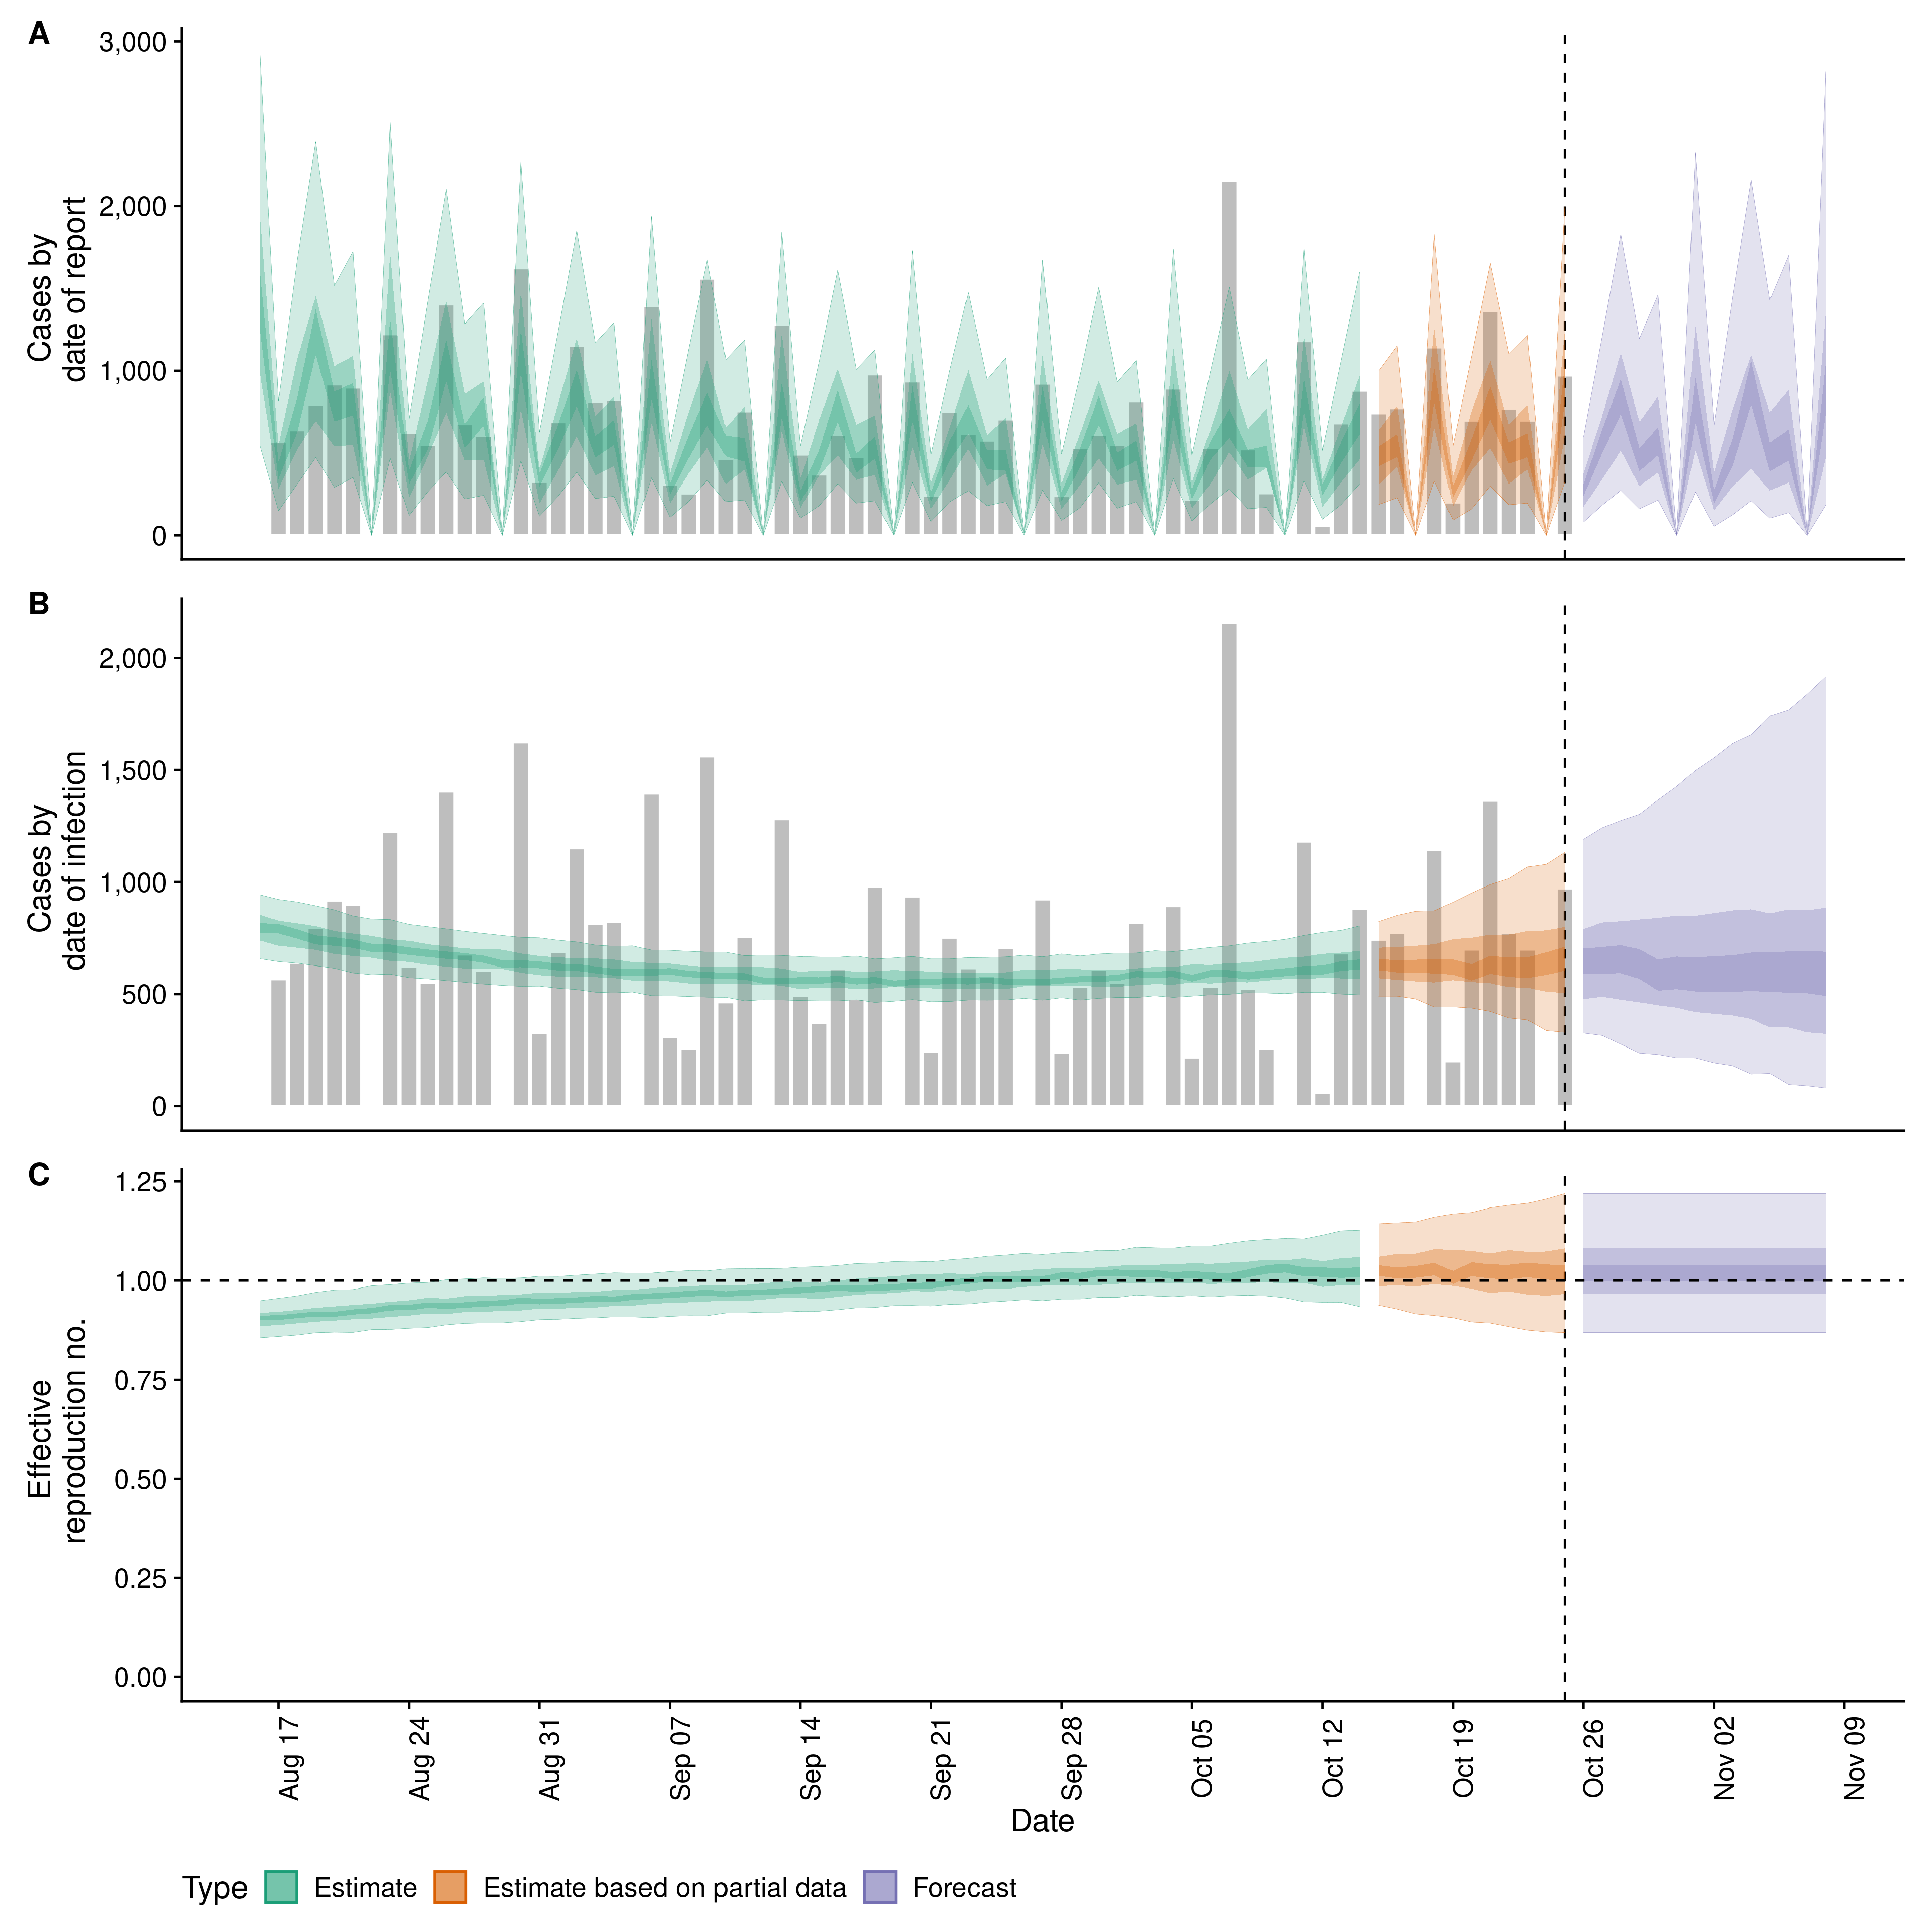 A
Cases by
date of report
3,000
2,000
1,000
0
B
Cases by
date of infection
2,000
1,500
1,000
500
0
C
Effective
reproduction no.
1.25
1.00
0.75
0.50
0.25
0.00
Aug 17
Aug 24
Aug 31
Sep 07
Sep 14
Sep 21
Sep 28
Oct 05
Oct 12
Oct 19
Oct 26
Nov 02
Nov 09
Date
Type
Estimate
Estimate based on partial data
Forecast